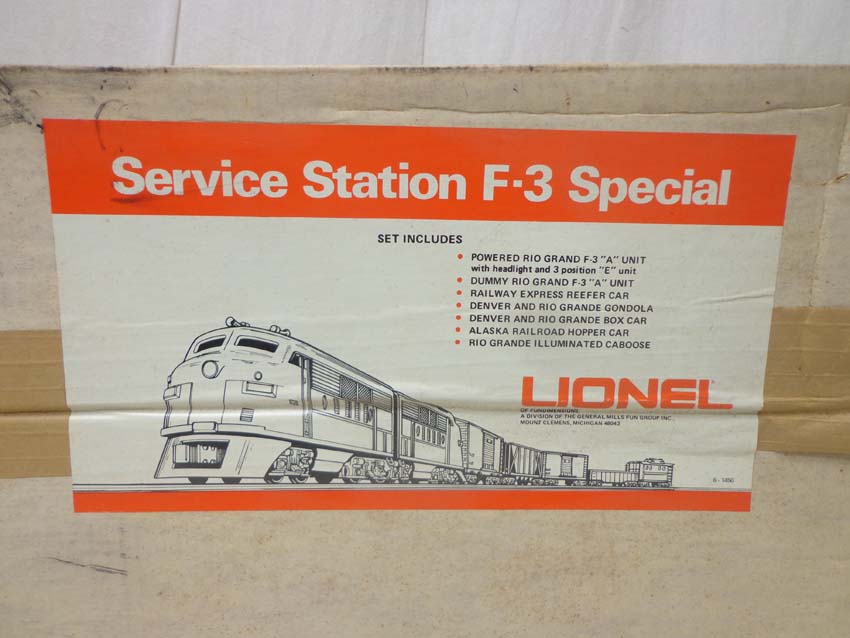 Service Station F-3 Special
SET INCLUDES
• POWERED RIO GRAND F-3 "A" UNIT
with headlight and 3 position "E" unit
• DUMMY RIO GRAND F-3 "A" UNIT
• RAILWAY EXPRESS REEFER CAR
• DENVER AND RIO GRANDE GONDOLA
• DENVER AND RIO GRANDE BOX CAR
• ALASKA RAILROAD HOPPER CAR
• RIO GRANDE ILLUMINATED CABOOSE
LIONEL
OF FUNDIMENSIONS
A DIVISION OF THE GENERAL MILLS FUN GROUP INC.,
MOUNT CLEMENS, MICHIGAN 48043
6-1450